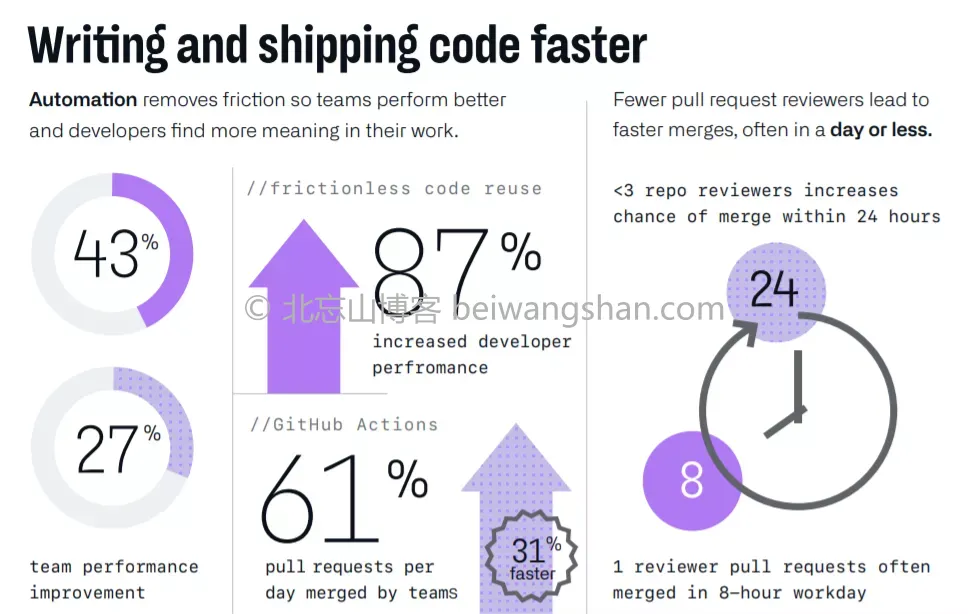 Writing and shipping code faster
Automation removes friction so teams perform better
and developers find more meaning in their work.
43%
27%
team performance
improvement
//frictionless code reuse
87%
increased developer
perfromance
//GitHub Actions
61%
pull requests per
day merged by teams
31%
faster
Fewer pull request reviewers lead to
faster merges, often in a day or less.
<3 repo reviewers increases
chance of merge within 24 hours
24
8
1 reviewer pull requests often
merged in 8-hour workday
© 北忘山博客 beiwangshan.com